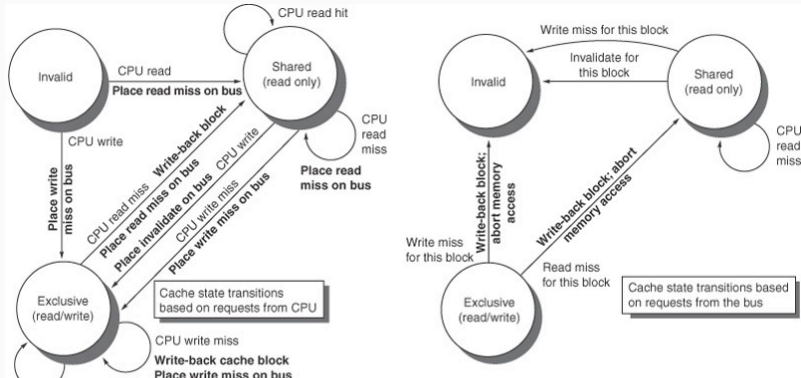 CPU read hit
Invalid
CPU read
Place read miss on bus
Shared
(read only)
CPU write
Place write
miss on bus
CPU read miss
Write-back block
Place read miss on bus
Place invalidate on bus
CPU write
CPU write miss
Place write miss on bus
CPU
read
miss
Place read
miss on bus
Exclusive
(read/write)
Cache state transitions
based on requests from CPU
CPU write miss
Write-back cache block
Place write miss on bus
Write miss for this block
Invalidate for
this block
Invalid
Shared
(read only)
CPU
read
miss
Write-back block;
abort memory
access
Write-back block; abort
memory access
Write miss
for this block
Read miss
for this block
Exclusive
(read/write)
Cache state transitions based
on requests from the bus